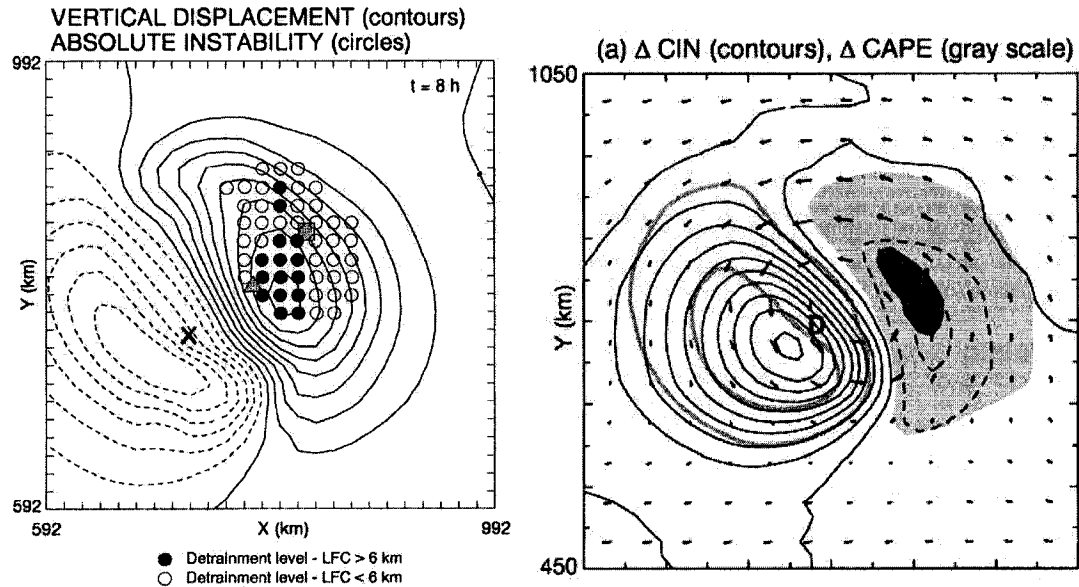 VERTICAL DISPLACEMENT (contours)
ABSOLUTE INSTABILITY (circles)
992
t = 8 h
Y (km)
X
592
592
X (km)
992
Detrainment level - LFC > 6 km
Detrainment level - LFC < 6 km
(a) Δ CIN (contours), Δ CAPE (gray scale)
1050
Y (km)
D
450